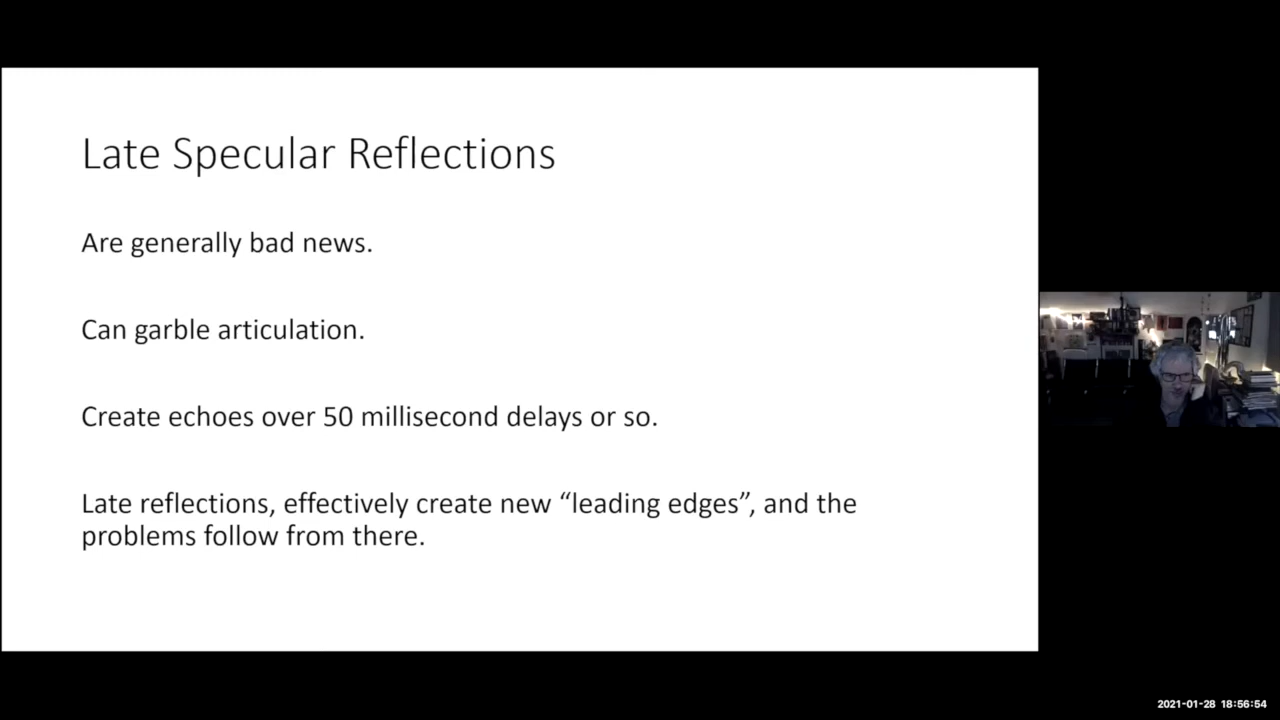 Late Specular Reflections
Are generally bad news.
Can garble articulation.
Create echoes over 50 millisecond delays or so.
Late reflections, effectively create new “leading edges”, and the
problems follow from there.
2021-01-28 18:56:54